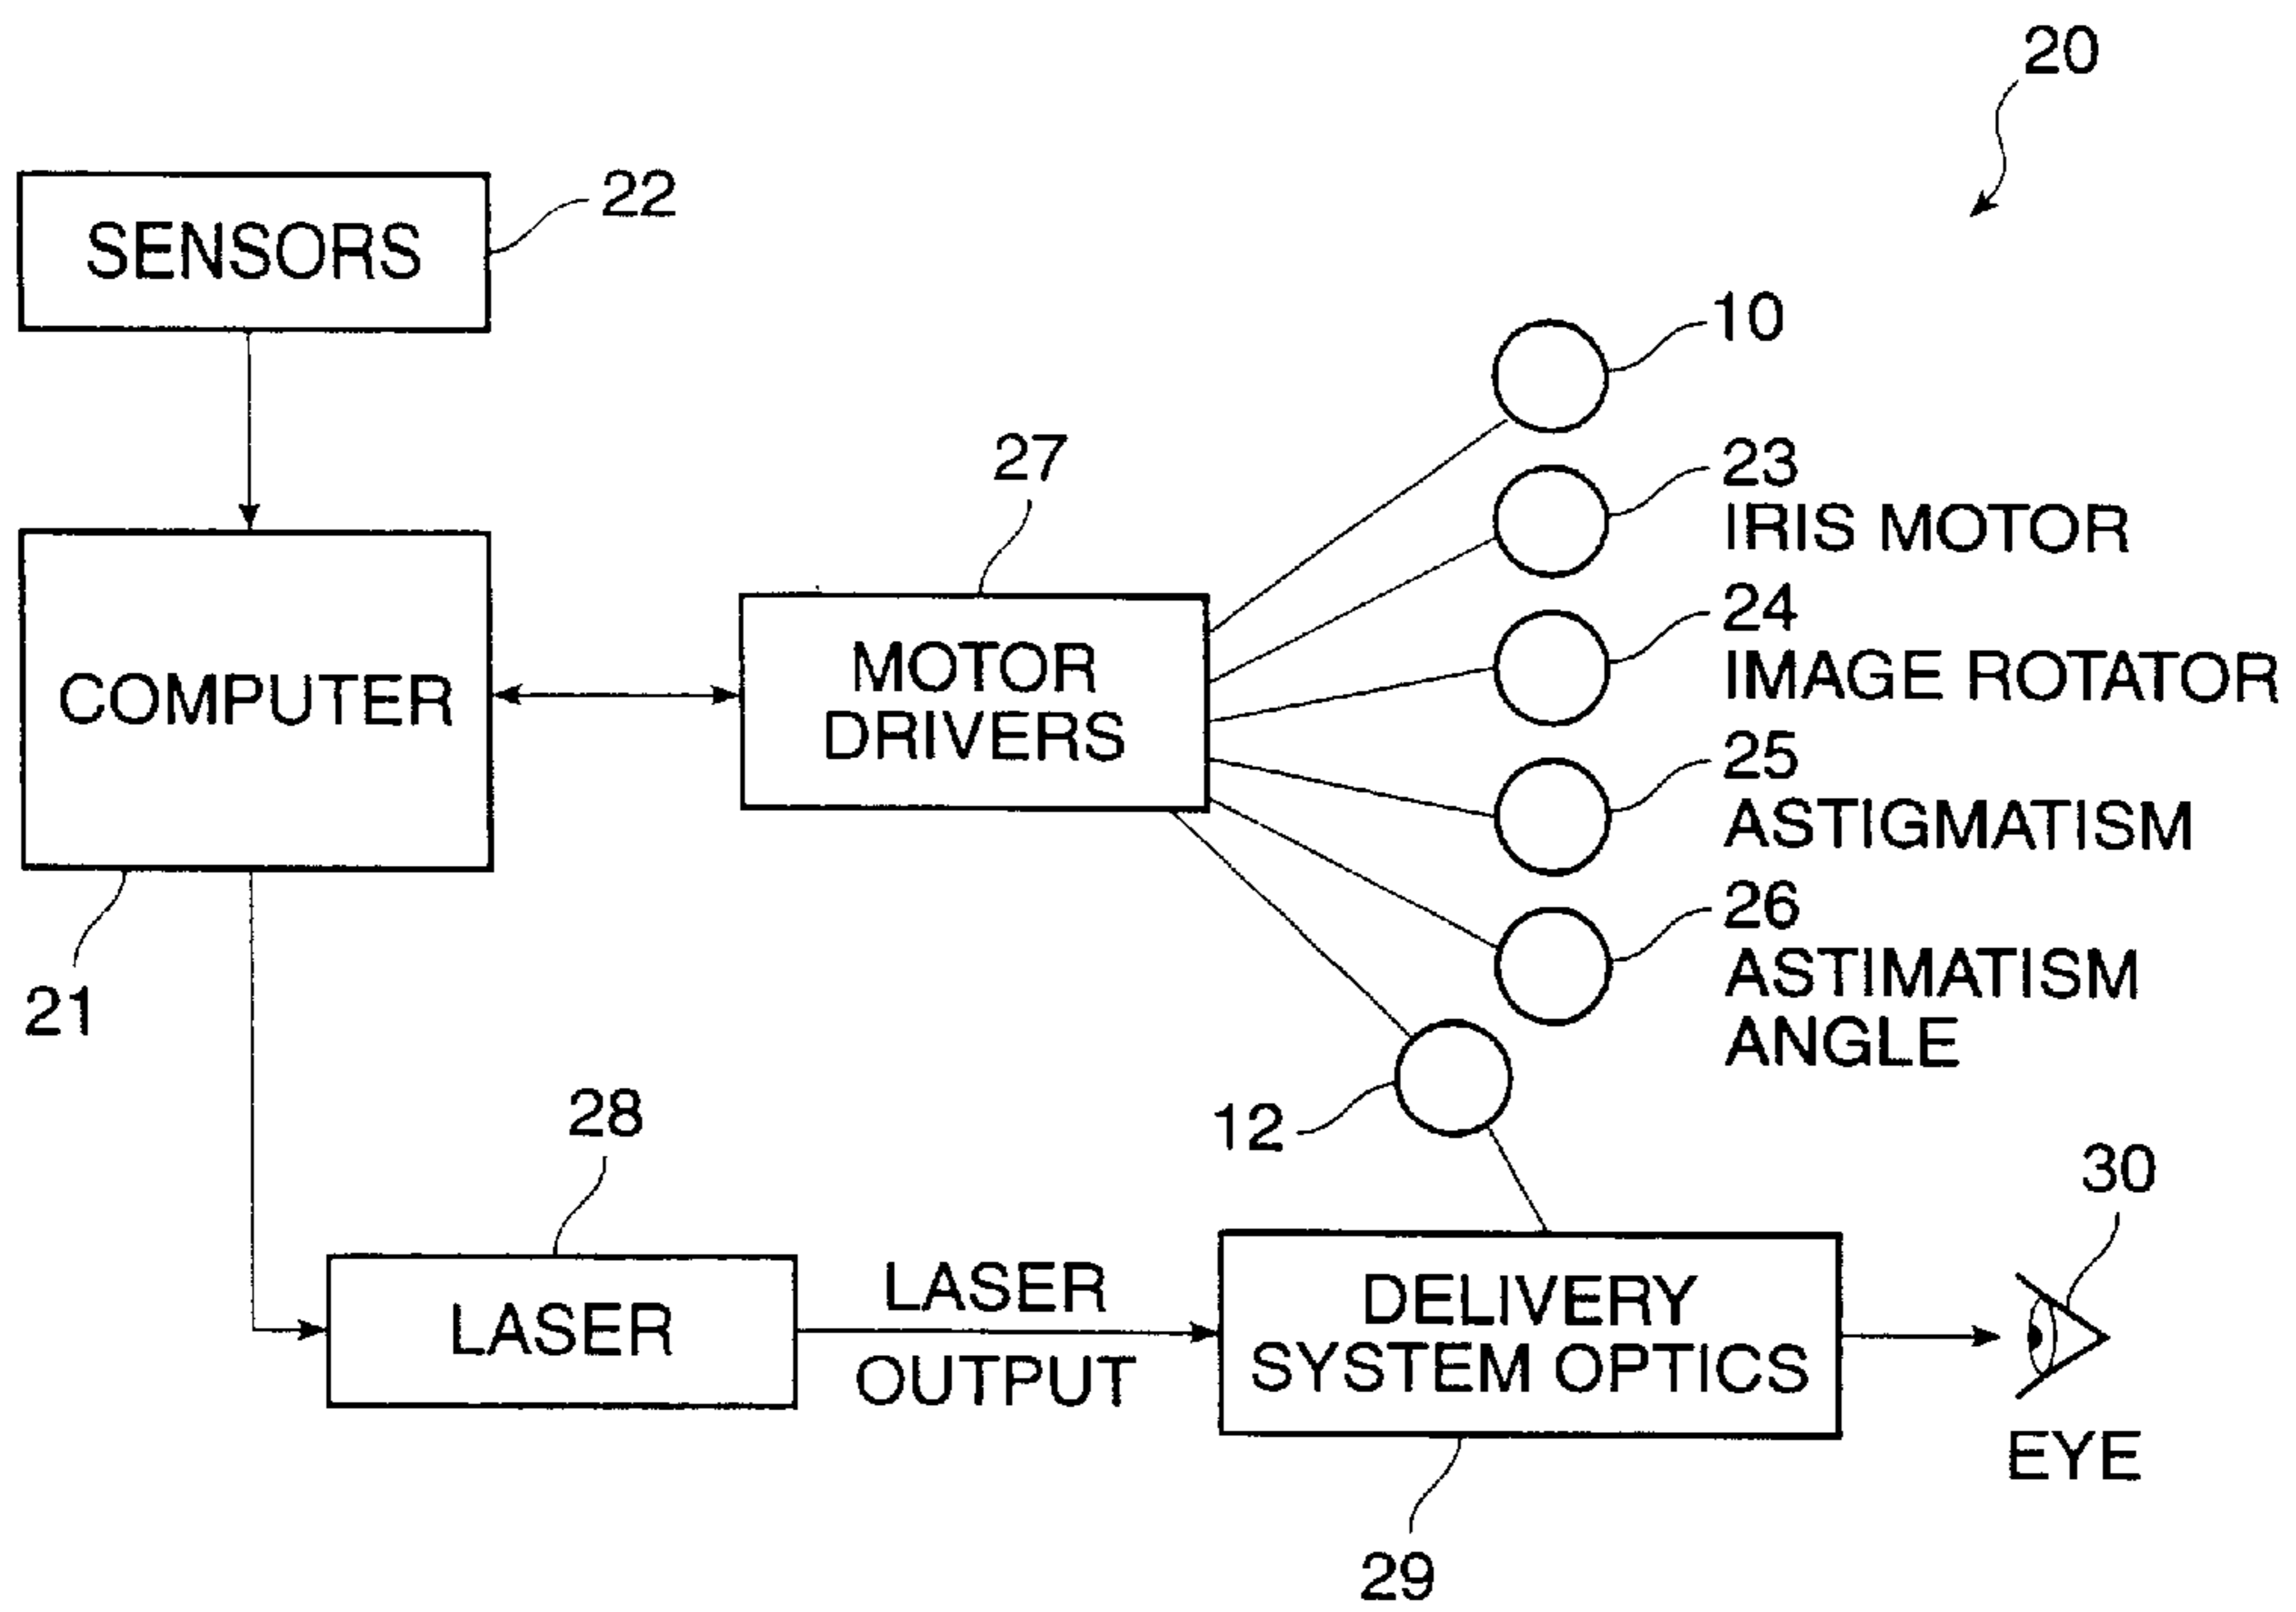 20
SENSORS
22
10
23
IRIS MOTOR
27
24
IMAGE ROTATOR
MOTOR
DRIVERS
COMPUTER
25
ASTIGMATISM
26
ASTIMATISM
ANGLE
21
12
28
30
LASER
LASER
OUTPUT
DELIVERY
SYSTEM OPTICS
EYE
29